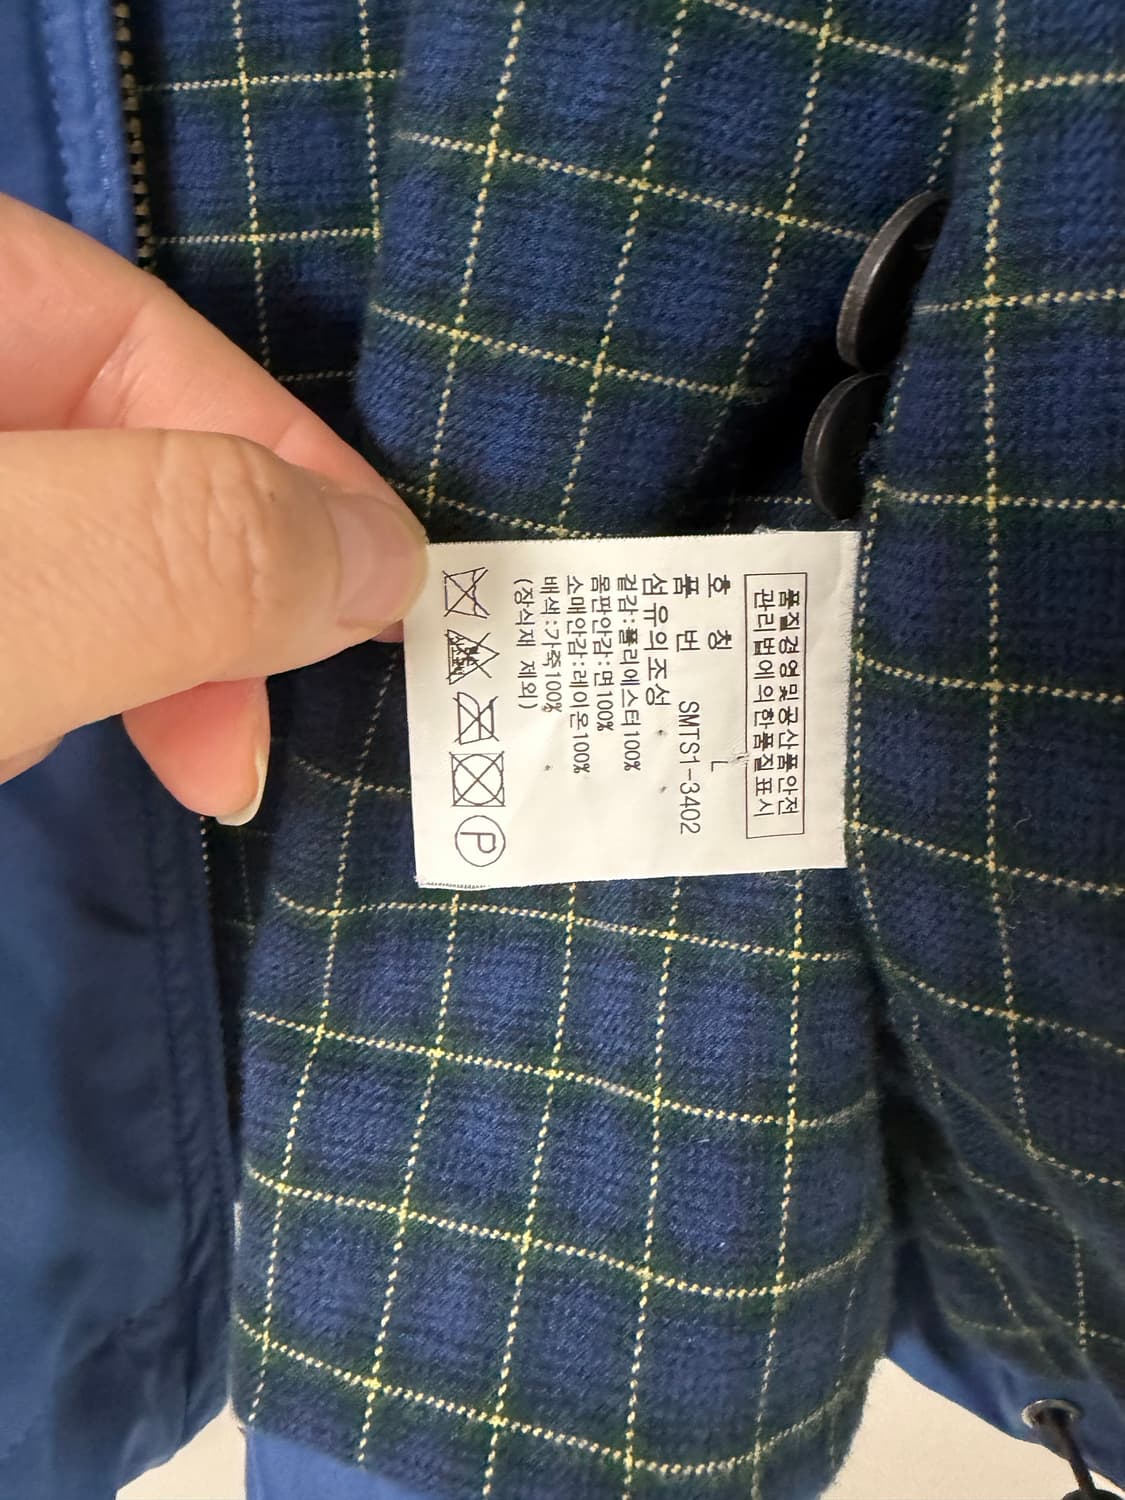 품질경영및공산품안전
관리법에의한품질표시
호 칭 L
품 번 SMTS1-3402
섬유의조성
겉감:폴리에스터100%
몸판안감:면100%
소매안감:레이온100%
배색:가죽100%
(장식재 제외)
P